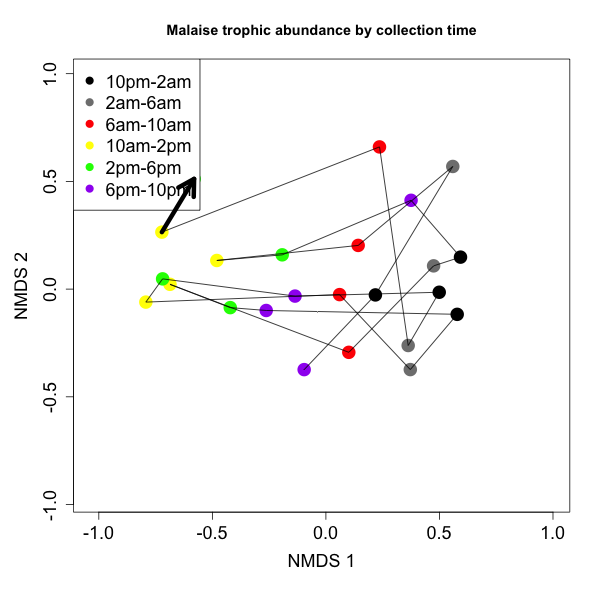 Malaise trophic abundance by collection time
10pm-2am
2am-6am
6am-10am
10am-2pm
2pm-6pm
6pm-10pm
1.0
0.5
0.0
-0.5
-1.0
NMDS 2
-1.0 -0.5 0.0 0.5 1.0
NMDS 1